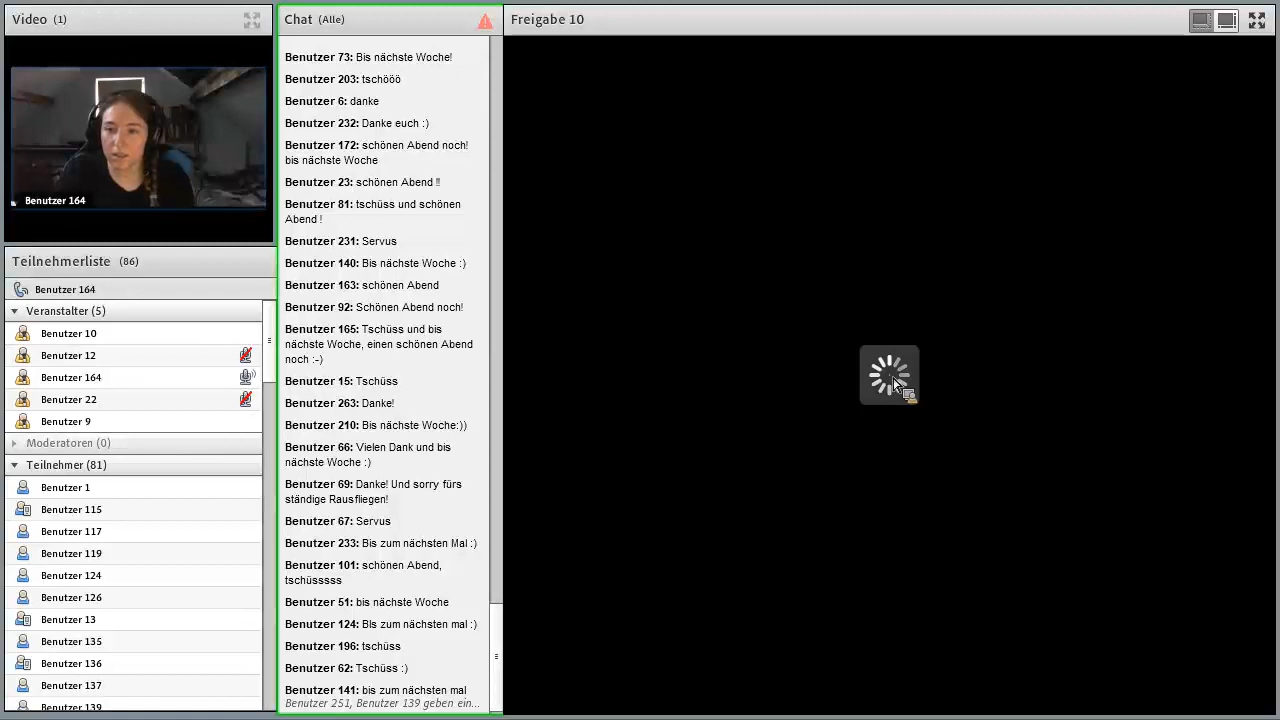 Video (1)
Benutzer 164
Teilnehmerliste (86)
Benutzer 164
Veranstalter (5)
Benutzer 10
Benutzer 12
Benutzer 164
Benutzer 22
Benutzer 9
Moderatoren (0)
Teilnehmer (81)
Benutzer 1
Benutzer 115
Benutzer 117
Benutzer 119
Benutzer 124
Benutzer 126
Benutzer 13
Benutzer 135
Benutzer 136
Benutzer 137
Benutzer 139
Chat (Alle)
Benutzer 73: Bis nächste Woche!
Benutzer 203: tschööö
Benutzer 6: danke
Benutzer 232: Danke euch :)
Benutzer 172: schönen Abend noch!
bis nächste Woche
Benutzer 23: schönen Abend !!
Benutzer 81: tschüss und schönen
Abend !
Benutzer 231: Servus
Benutzer 140: Bis nächste Woche :)
Benutzer 163: schönen Abend
Benutzer 92: Schönen Abend noch!
Benutzer 165: Tschüss und bis
nächste Woche, einen schönen Abend
noch :-)
Benutzer 15: Tschüss
Benutzer 263: Danke!
Benutzer 210: Bis nächste Woche:))
Benutzer 66: Vielen Dank und bis
nächste Woche :)
Benutzer 69: Danke! Und sorry fürs
ständige Rausfliegen!
Benutzer 67: Servus
Benutzer 233: Bis zum nächsten Mal :)
Benutzer 101: schönen Abend,
tschüsssss
Benutzer 51: bis nächste Woche
Benutzer 124: BIs zum nächsten mal :)
Benutzer 196: tschüss
Benutzer 62: Tschüss :)
Benutzer 141: bis zum nächsten mal
Benutzer 251, Benutzer 139 geben ein...
Freigabe 10